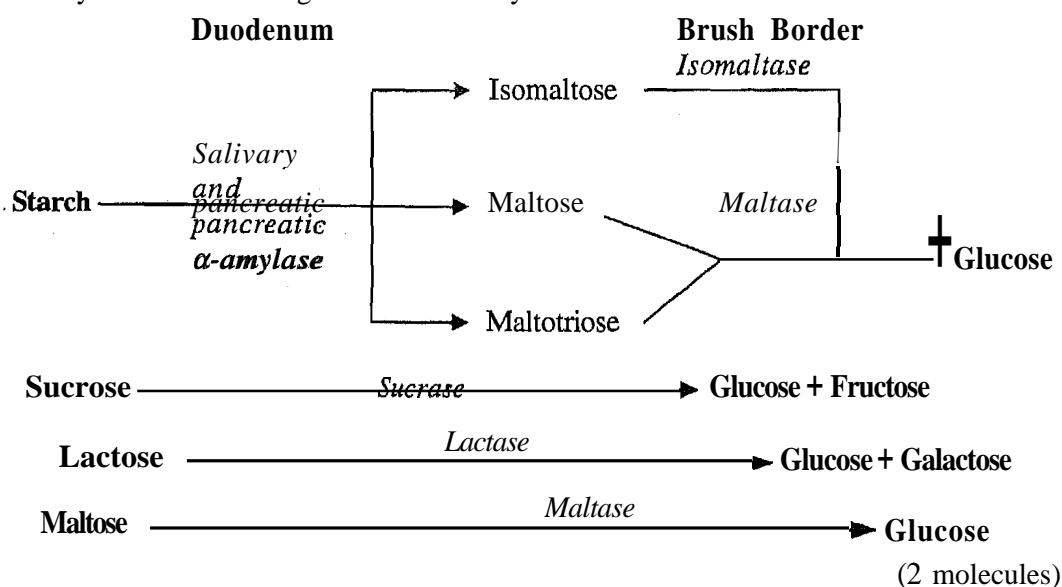 Duodenum Brush Border
Isomaltase
Isomaltose
Salivary
and
pancreatic
Starch Maltose Maltase
pancreatic
α-amylase Glucose
Maltotriose
Sucrose Sucrase Glucose + Fructose
Lactose Lactase Glucose + Galactose
Maltose Maltase Glucose
(2 molecules)